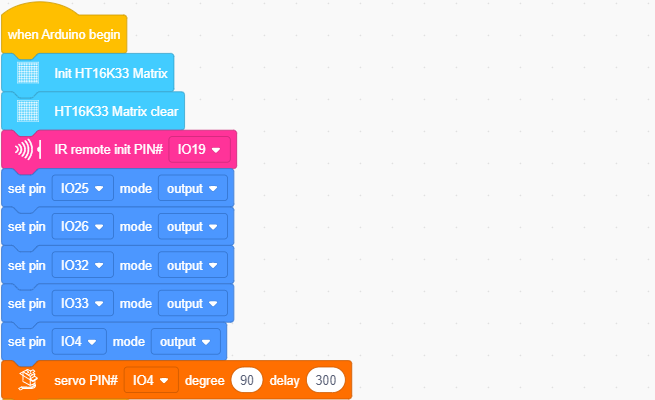 when Arduino begin
Init HT16K33 Matrix
HT16K33 Matrix clear
IR remote init PIN# IO19
set pin IO25 mode output
set pin IO26 mode output
set pin IO32 mode output
set pin IO33 mode output
set pin IO4 mode output
servo PIN# IO4 degree 90 delay 300